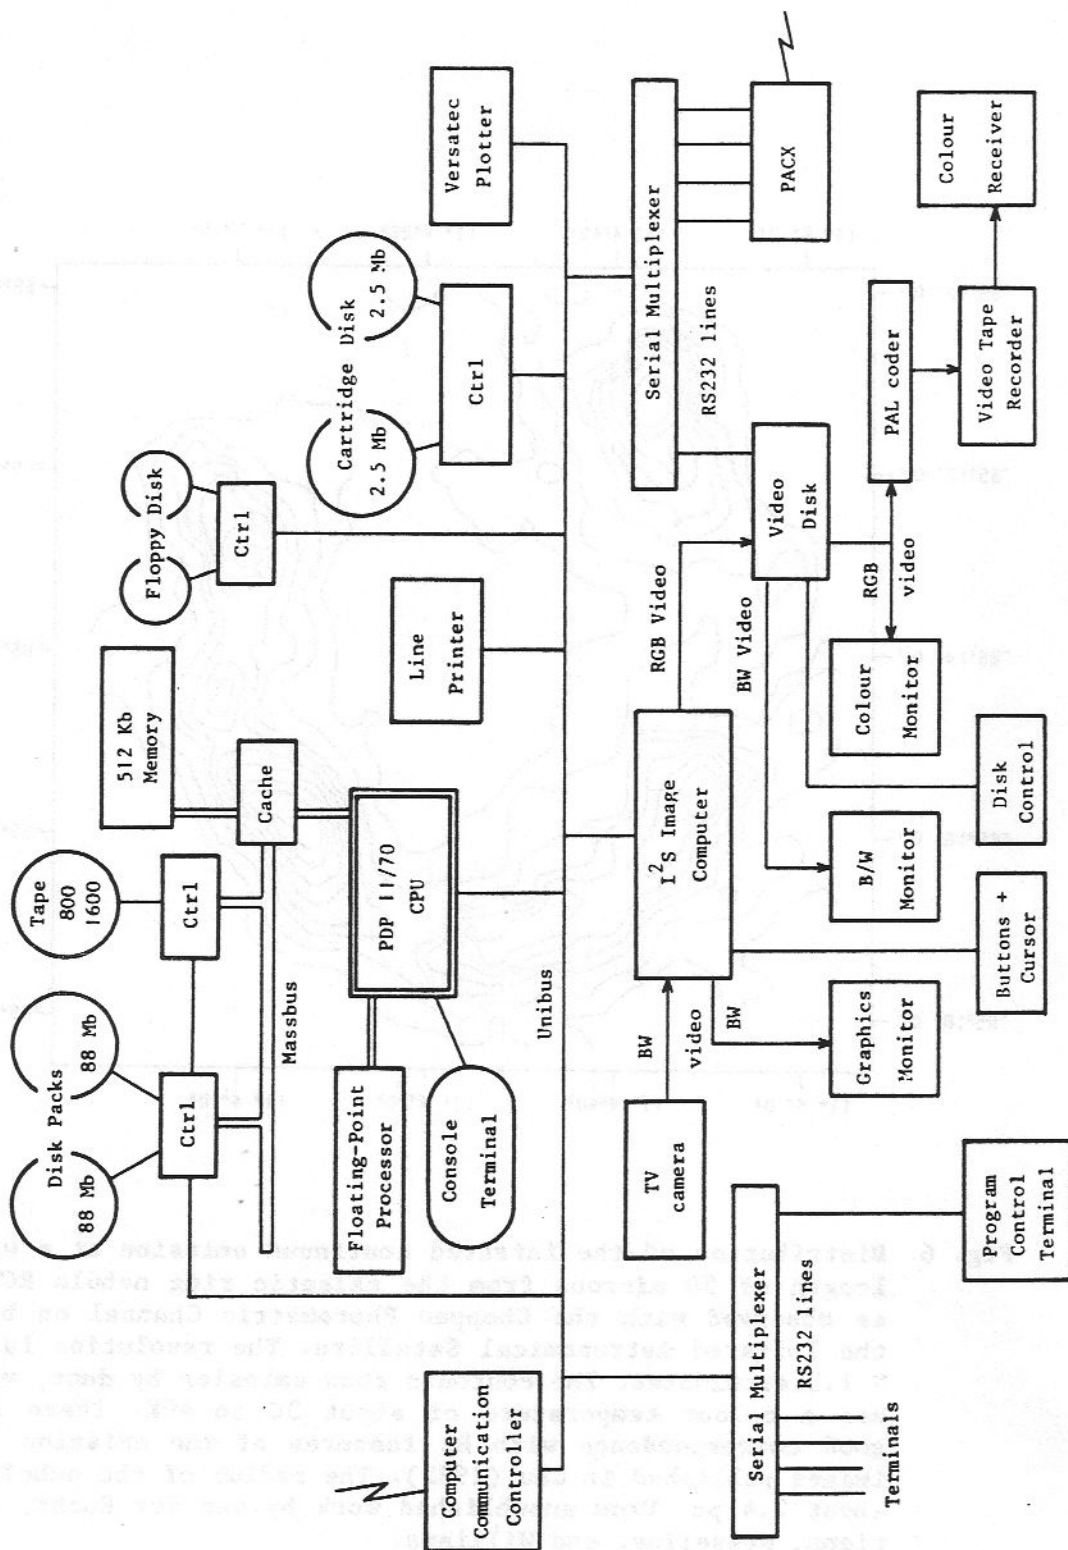 Disk Packs
88 Mb
88 Mb
Ctrl
Tape
800
1600
Ctrl
512 Kb
Memory
Cache
Massbus
Floating-Point
Processor
PDP 11/70
CPU
Console
Terminal
Floppy Disk
Ctrl
Line
Printer
Cartridge Disk
2.5 Mb
2.5 Mb
Ctrl
Versatec
Plotter
Computer
Communication
Controller
Unibus
Serial Multiplexer
RS232 lines
Terminals
Program
Control
Terminal
TV
camera
BW
video
BW
I²S Image
Computer
Graphics
Monitor
Buttons +
Cursor
B/W
Monitor
Disk
Control
Colour
Monitor
RGB Video
BW Video
Video
Disk
RGB
video
Serial Multiplexer
RS232 lines
PACX
PAL coder
Video Tape
Recorder
Colour
Receiver